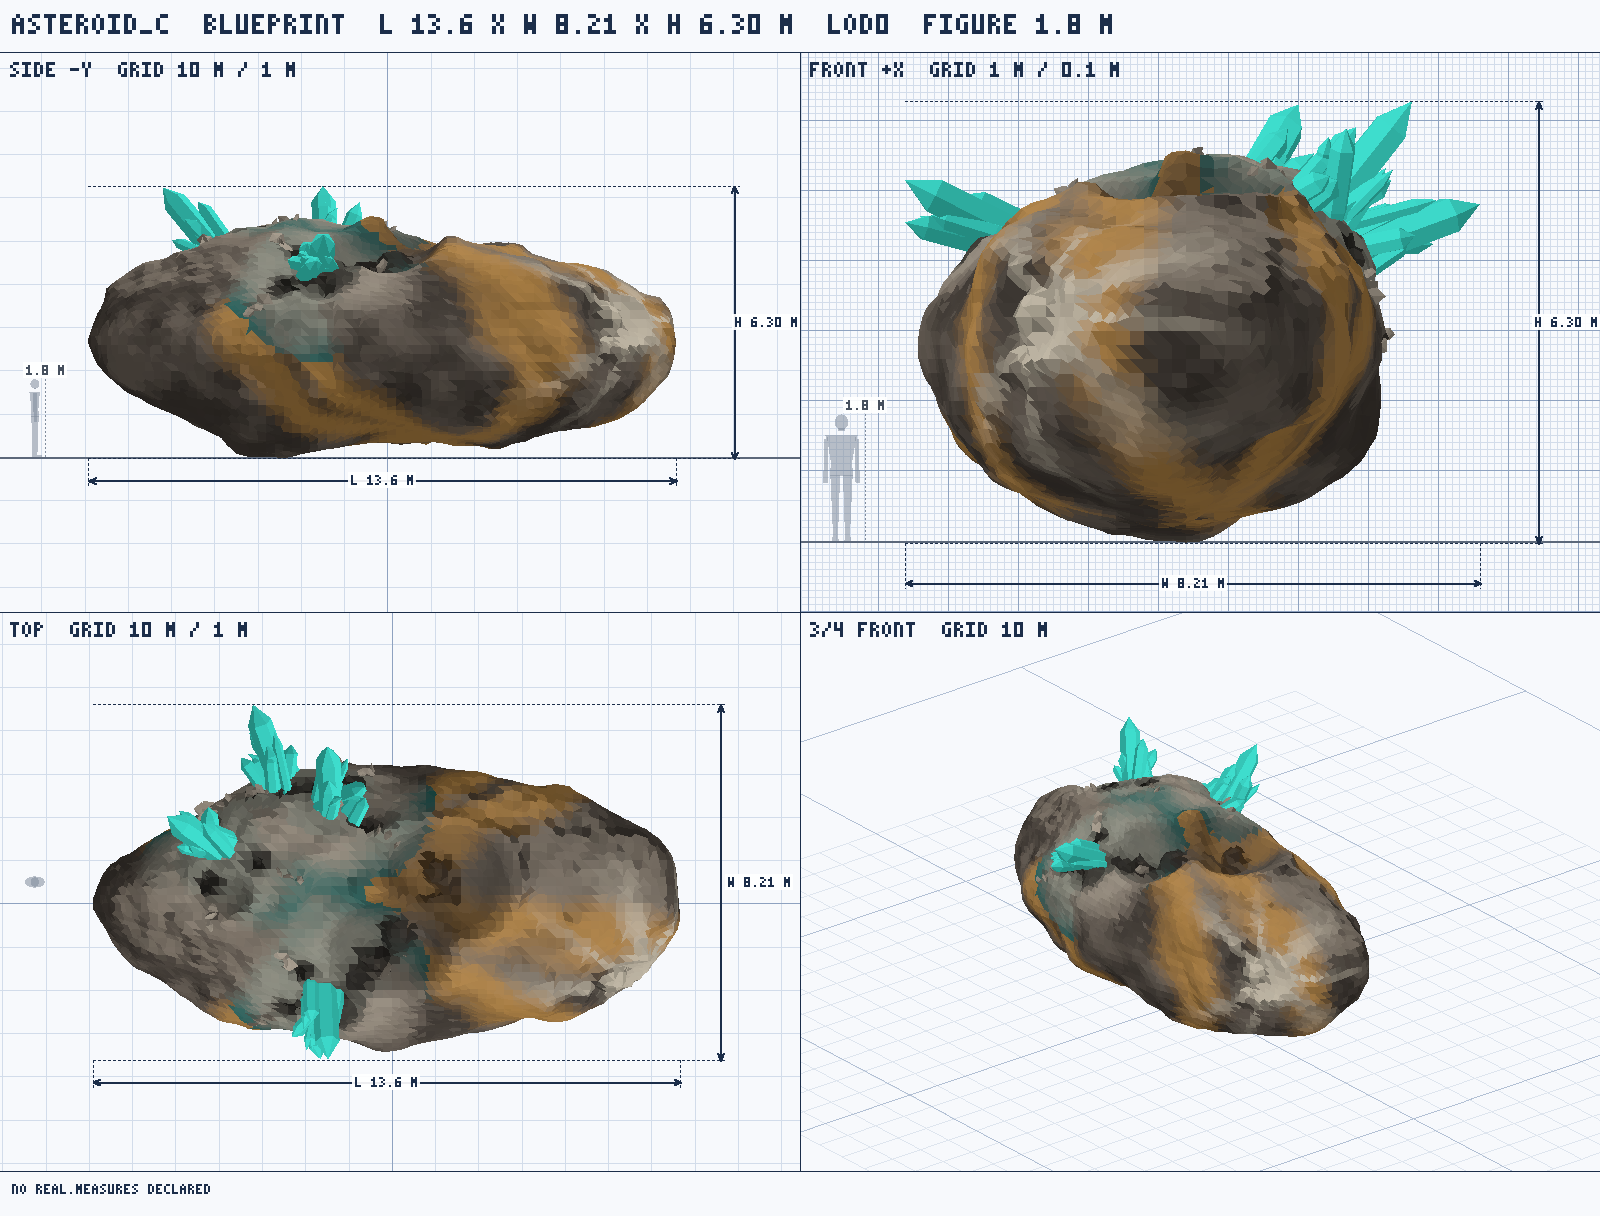 ASTEROID_C BLUEPRINT L 13.6 X W 8.21 X H 6.30 M LOD0 FIGURE 1.8 M
SIDE -Y GRID 10 M / 1 M
1.8 M
H 6.30 M
L 13.6 M
FRONT +X GRID 1 M / 0.1 M
1.8 M
H 6.30 M
W 8.21 M
TOP GRID 10 M / 1 M
W 8.21 M
L 13.6 M
3/4 FRONT GRID 10 M
NO REAL.MEASURES DECLARED